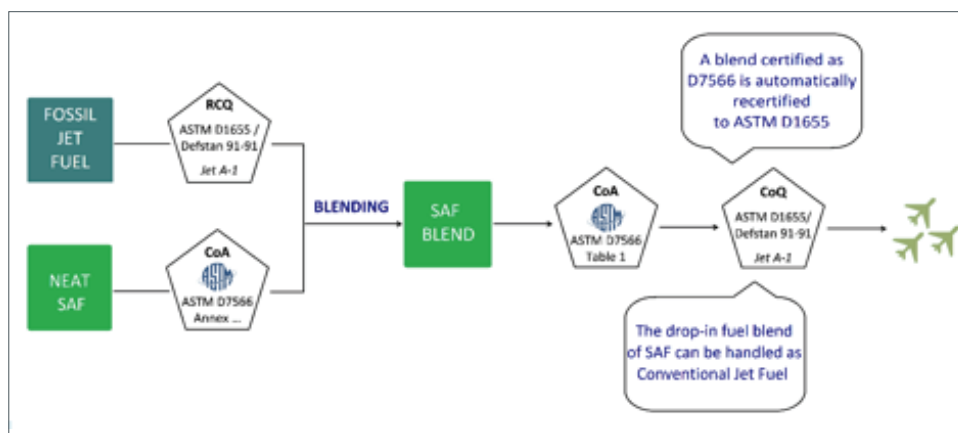 FOSSIL
JET
FUEL
RCQ
ASTM D1655 /
Defstan 91-91
Jet A-1
NEAT
SAF
CoA
ASTM
ASTM D7566
Annex ...
BLENDING
SAF
BLEND
CoA
ASTM
ASTM D7566
Table 1
A blend certified as
D7566 is automatically
recertified
to ASTM D1655
CoQ
ASTM D1655/
Defstan 91-91
Jet A-1
The drop-in fuel blend
of SAF can be handled as
Conventional Jet Fuel